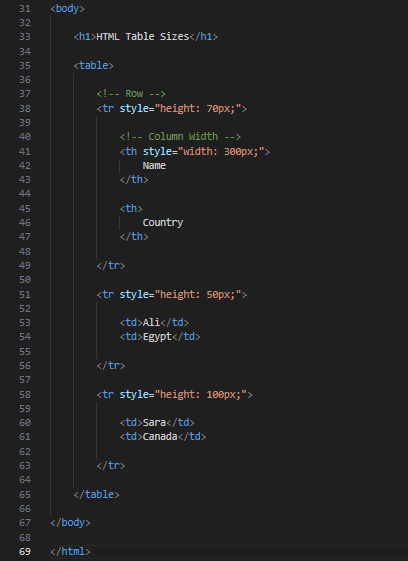 31 <body>
32
33 <h1>HTML Table Sizes</h1>
34
35 <table>
36
37 <!-- Row -->
38 <tr style="height: 70px;">
39
40 <!-- Column Width -->
41 <th style="width: 300px;">
42 Name
43 </th>
44
45 <th>
46 Country
47 </th>
48
49 </tr>
50
51 <tr style="height: 50px;">
52
53 <td>Ali</td>
54 <td>Egypt</td>
55
56 </tr>
57
58 <tr style="height: 100px;">
59
60 <td>Sara</td>
61 <td>Canada</td>
62
63 </tr>
64
65 </table>
66
67 </body>
68
69 </html>